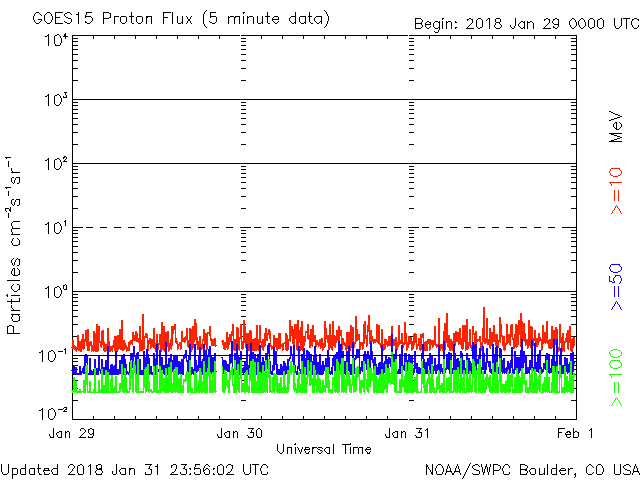 GOES15 Proton Flux (5 minute data)
Begin: 2018 Jan 29 0000 UTC
10⁴
10³
10²
10¹
10⁰
10⁻¹
10⁻²
Particles cm⁻²s⁻¹sr⁻¹
MeV
>=10
>=50
>=100
Jan 29
Jan 30
Jan 31
Feb 1
Universal Time
Updated 2018 Jan 31 23:56:02 UTC
NOAA/SWPC Boulder, CO USA